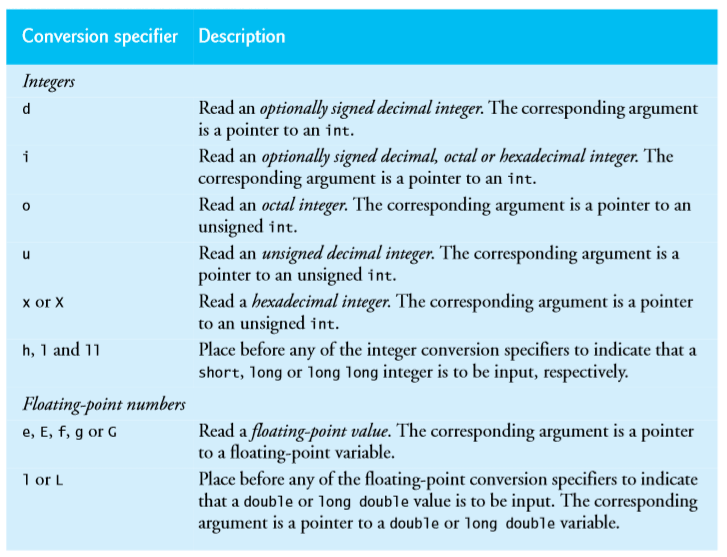 Conversion specifier Description
Integers
d Read an optionally signed decimal integer. The corresponding argument
is a pointer to an int.
i Read an optionally signed decimal, octal or hexadecimal integer. The
corresponding argument is a pointer to an int.
o Read an octal integer. The corresponding argument is a pointer to an
unsigned int.
u Read an unsigned decimal integer. The corresponding argument is a
pointer to an unsigned int.
x or X Read a hexadecimal integer. The corresponding argument is a pointer
to an unsigned int.
h, l and ll Place before any of the integer conversion specifiers to indicate that a
short, long or long long integer is to be input, respectively.
Floating-point numbers
e, E, f, g or G Read a floating-point value. The corresponding argument is a pointer
to a floating-point variable.
l or L Place before any of the floating-point conversion specifiers to indicate
that a double or long double value is to be input. The corresponding
argument is a pointer to a double or long double variable.